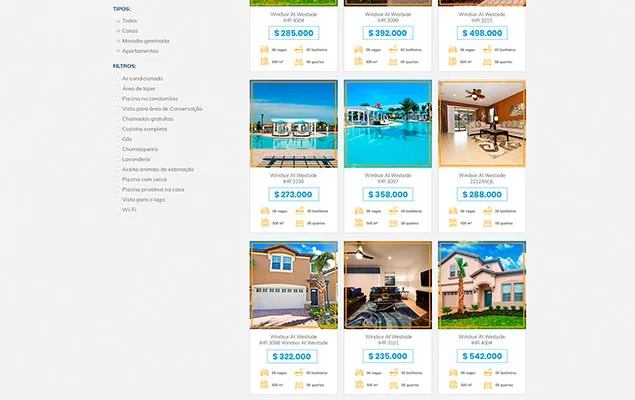 TIPOS:
Todos
Casas
Moradia geminada
Apartamentos
FILTROS:
Ar condicionado
Área de lazer
Piscina no condomínio
Vista para área de Conservação
Chamadas gratuitas
Cozinha completa
Gás
Churrasqueira
Lavanderia
Aceita animais de estimação
Piscina com cerca
Piscina privativa na casa
Vista para o lago
Wi-Fi
Windsor At Westside
IHR 4004
$ 285.000
06 vagas
05 banheiros
500 m²
08 quartos
Windsor At Westside
IHR 3099
$ 392.000
06 vagas
05 banheiros
500 m²
08 quartos
Windsor At Westside
IHR 1015
$ 498.000
06 vagas
05 banheiros
500 m²
08 quartos
Windsor At Westside
IHR 3100
$ 273.000
06 vagas
05 banheiros
500 m²
08 quartos
Windsor At Westside
IHR 3097
$ 358.000
06 vagas
05 banheiros
500 m²
08 quartos
Windsor At Westside
2212AMJL
$ 288.000
06 vagas
05 banheiros
500 m²
08 quartos
Windsor At Westside
IHR 3098 Windsor At Westside
$ 322.000
06 vagas
05 banheiros
500 m²
08 quartos
Windsor At Westside
IHR 3101
$ 235.000
06 vagas
05 banheiros
500 m²
08 quartos
Windsor At Westside
IHR 4004
$ 542.000
06 vagas
05 banheiros
500 m²
08 quartos